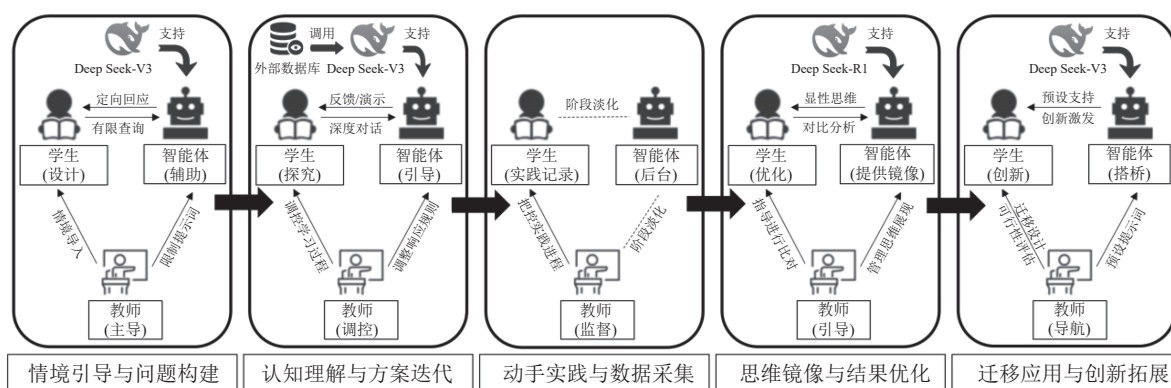 支持
Deep Seek-V3
定向回应
有限查询
学生
(设计)
智能体
(辅助)
情境导入
限制提示词
教师
(主导)
情境引导与问题构建
调用
支持
外部数据库
Deep Seek-V3
反馈/演示
深度对话
学生
(探究)
智能体
(引导)
调控学习过程
调整响应规则
教师
(调控)
认知理解与方案迭代
阶段淡化
学生
(实践记录)
智能体
(后台)
把控实践进程
阶段淡化
教师
(监督)
动手实践与数据采集
支持
Deep Seek-R1
显性思维
对比分析
学生
(优化)
智能体
(提供镜像)
指导进行比对
管理思维展现
教师
(引导)
思维镜像与结果优化
支持
Deep Seek-V3
预设支持
创新激发
学生
(创新)
智能体
(搭桥)
迁移设计
可行性评估
预设提示词
教师
(导航)
迁移应用与创新拓展